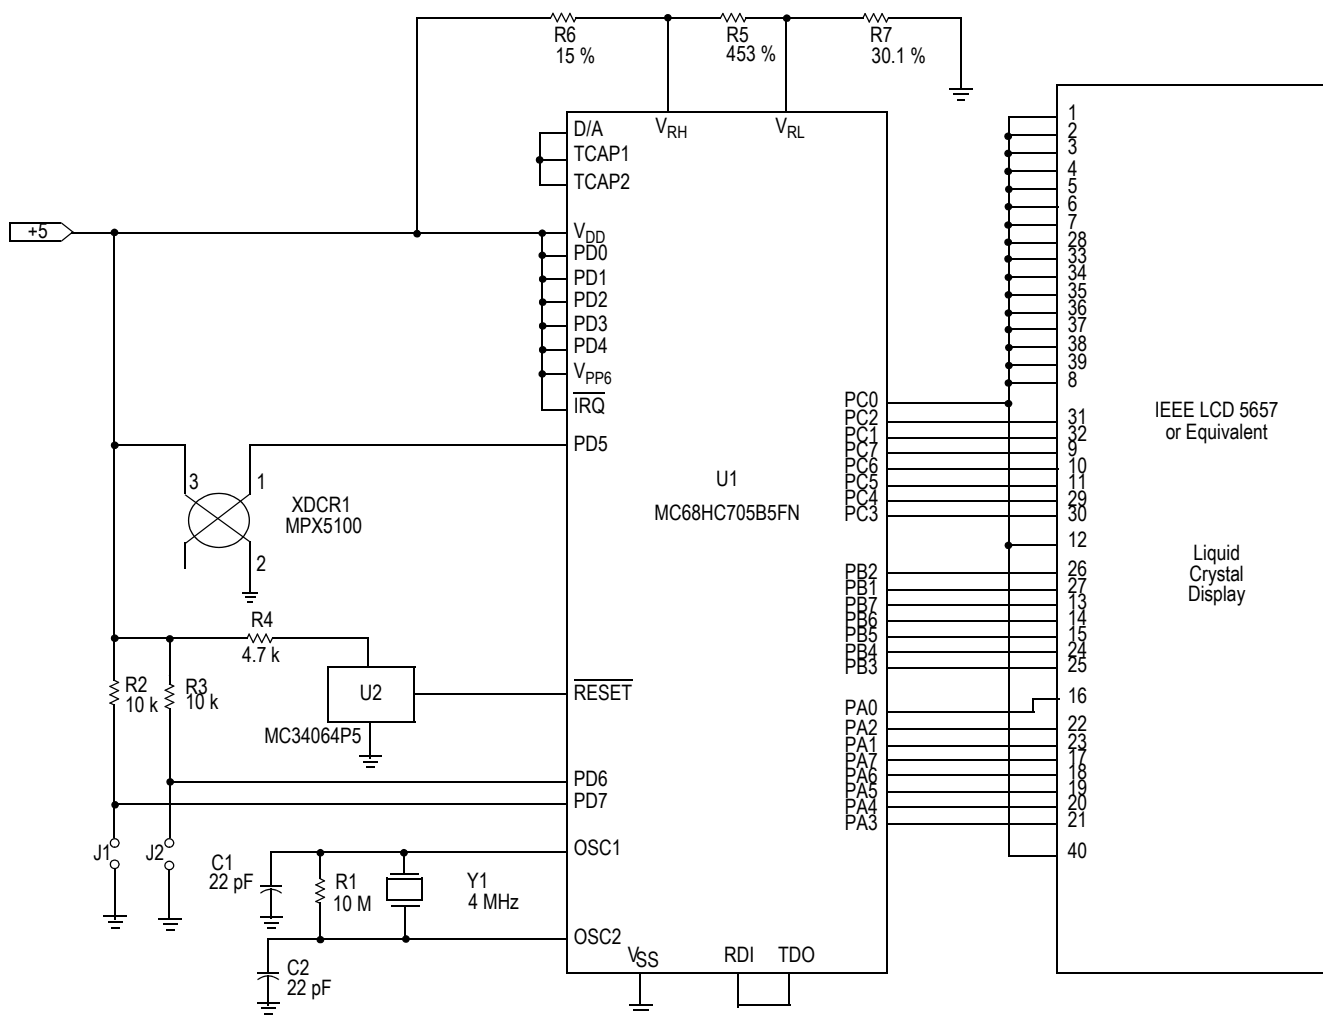 R6
15 %
R5
453 %
R7
30.1 %
VRH
VRL
D/A
TCAP1
TCAP2
+5
VDD
PD0
PD1
PD2
PD3
PD4
VPP6
IRQ
PD5
3
1
2
XDCR1
MPX5100
R4
4.7 k
R2
10 k
R3
10 k
U2
MC34064P5
RESET
PD6
PD7
J1
J2
OSC1
C1
22 pF
R1
10 M
Y1
4 MHz
OSC2
C2
22 pF
VSS
RDI
TDO
U1
MC68HC705B5FN
PC0
PC2
PC1
PC7
PC6
PC5
PC4
PC3
PB2
PB1
PB7
PB6
PB5
PB4
PB3
PA0
PA2
PA1
PA7
PA6
PA5
PA4
PA3
1
2
3
4
5
6
7
28
33
34
35
36
37
38
39
8
31
32
9
10
11
29
30
12
26
27
13
14
15
24
25
16
22
23
17
18
19
20
21
40
IEEE LCD 5657
or Equivalent
Liquid
Crystal
Display